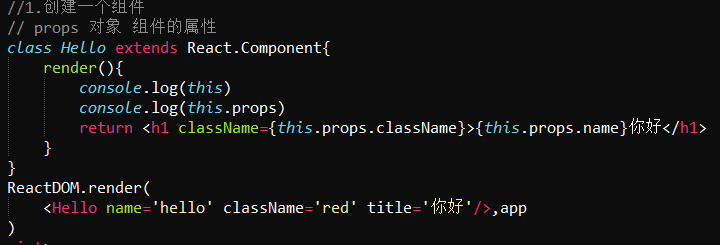 //1.创建一个组件
// props 对象 组件的属性
class Hello extends React.Component{
render(){
console.log(this)
console.log(this.props)
return <h1 className={this.props.className}>{this.props.name}你好</h1>
}
}
ReactDOM.render(
<Hello name='hello' className='red' title='你好'/>,app
)